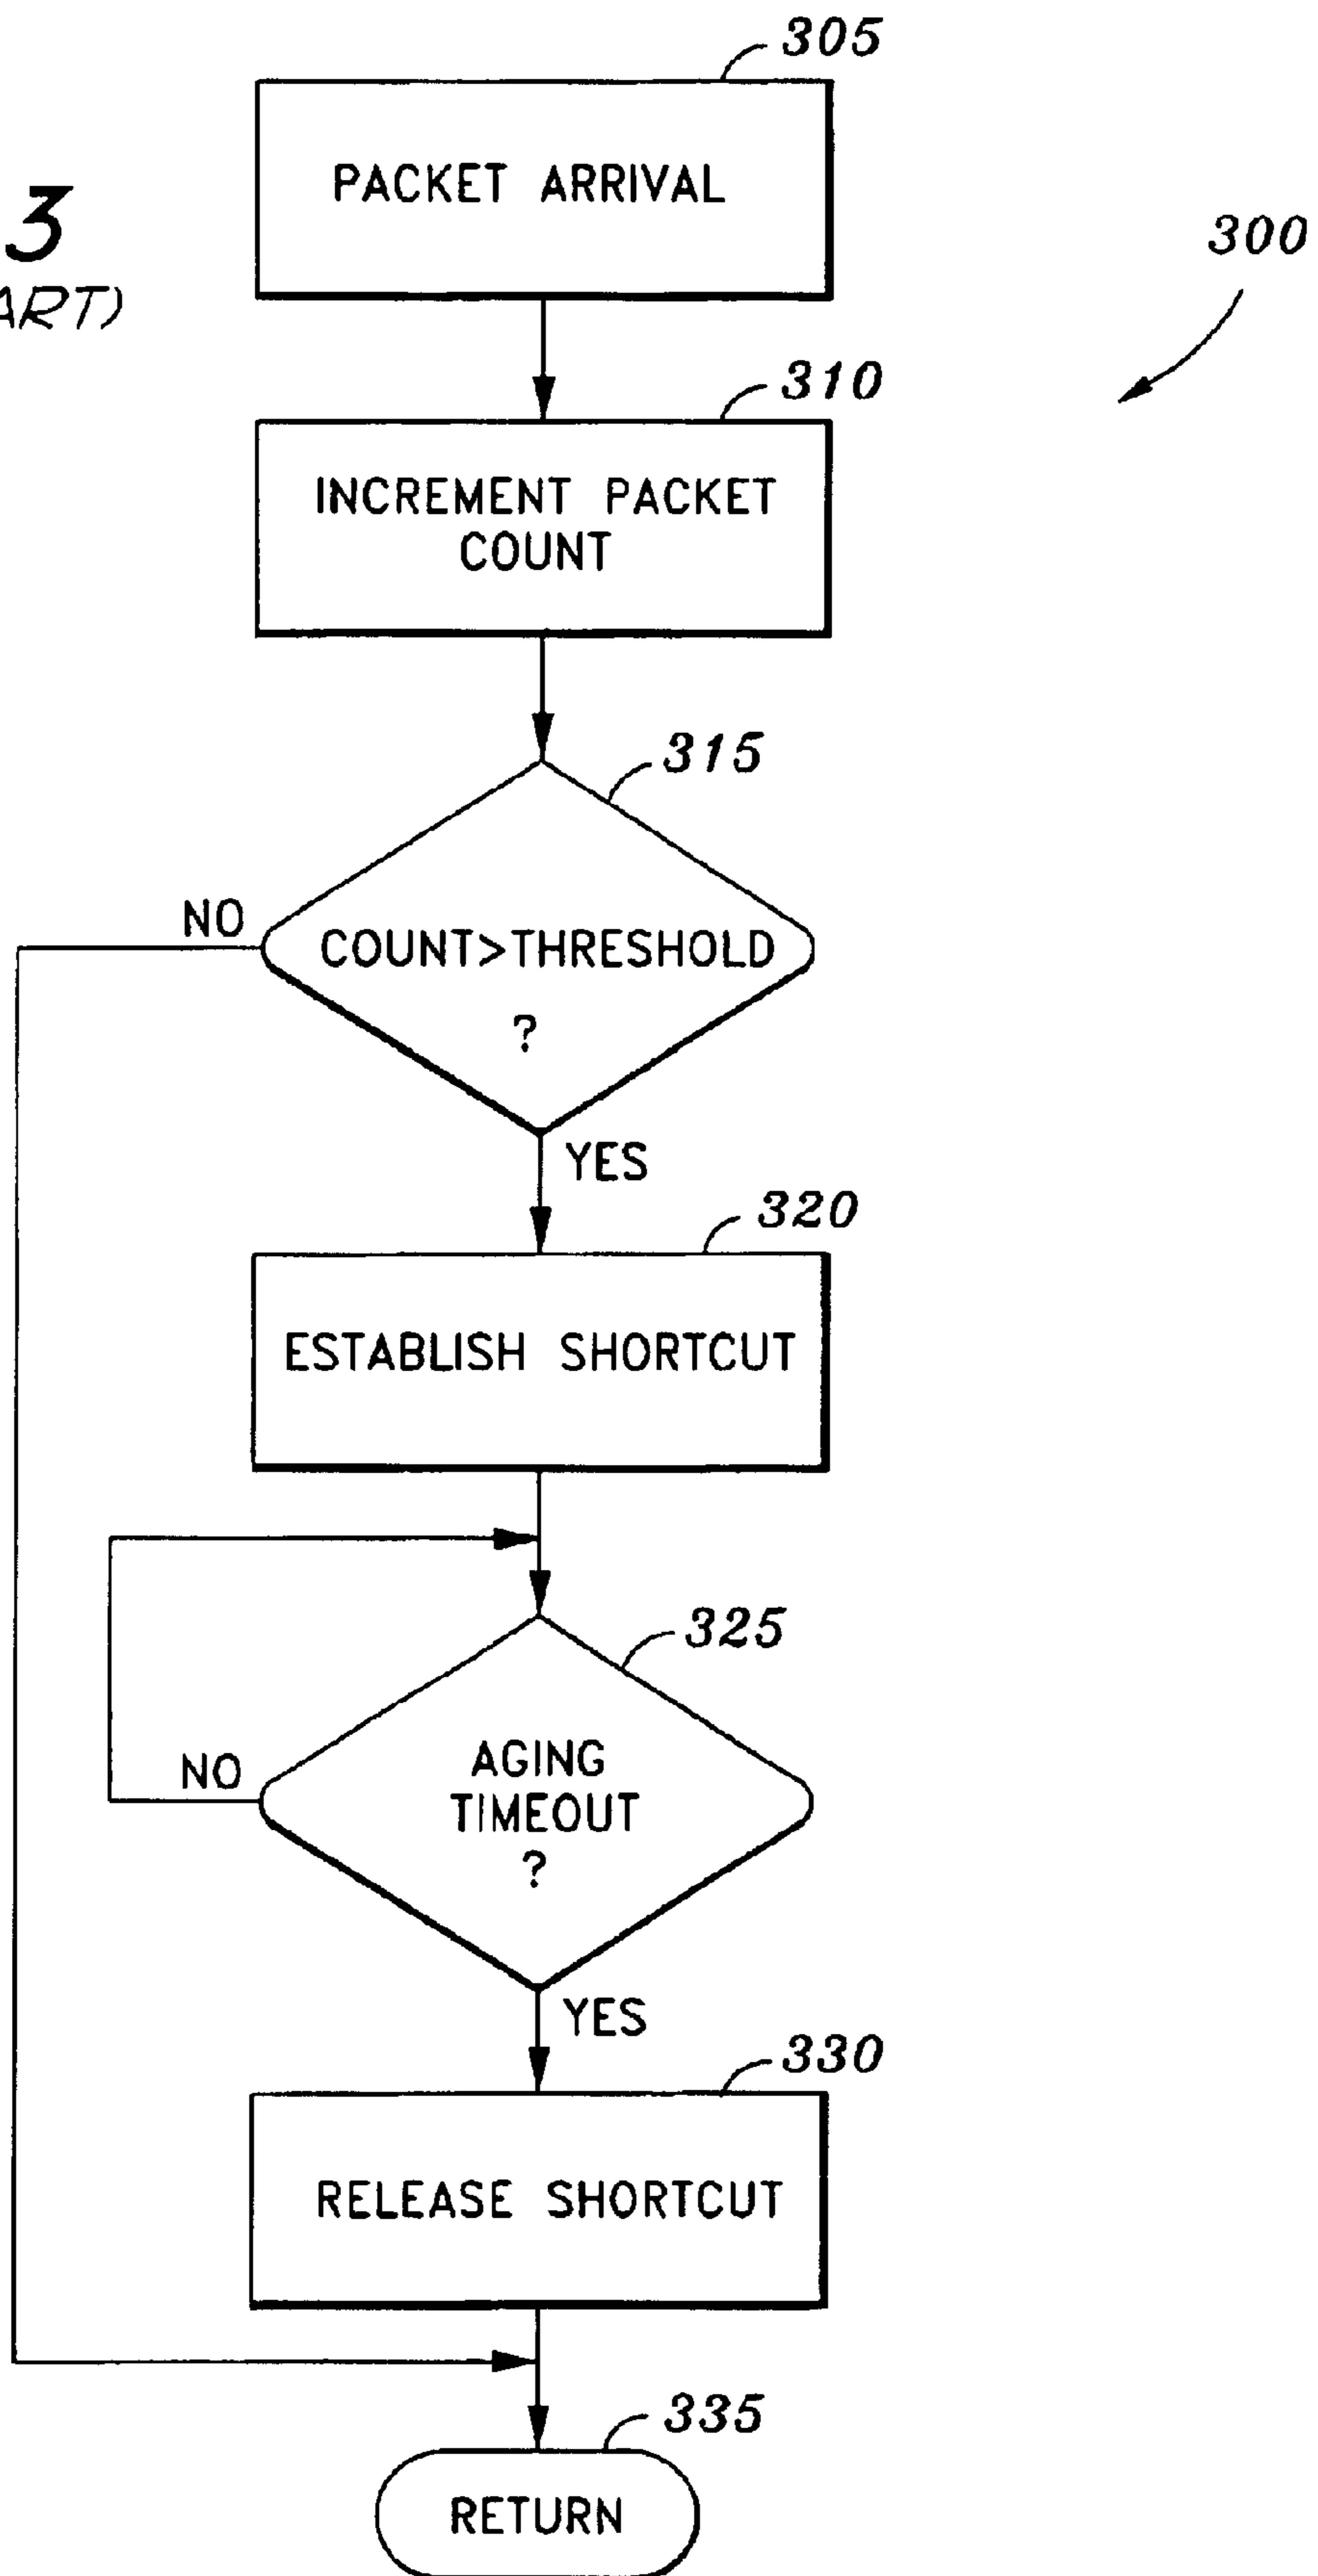 305
PACKET ARRIVAL
3
300
310
INCREMENT PACKET
COUNT
315
NO
COUNT>THRESHOLD
?
YES
320
ESTABLISH SHORTCUT
325
NO
AGING
TIMEOUT
?
YES
330
RELEASE SHORTCUT
335
RETURN